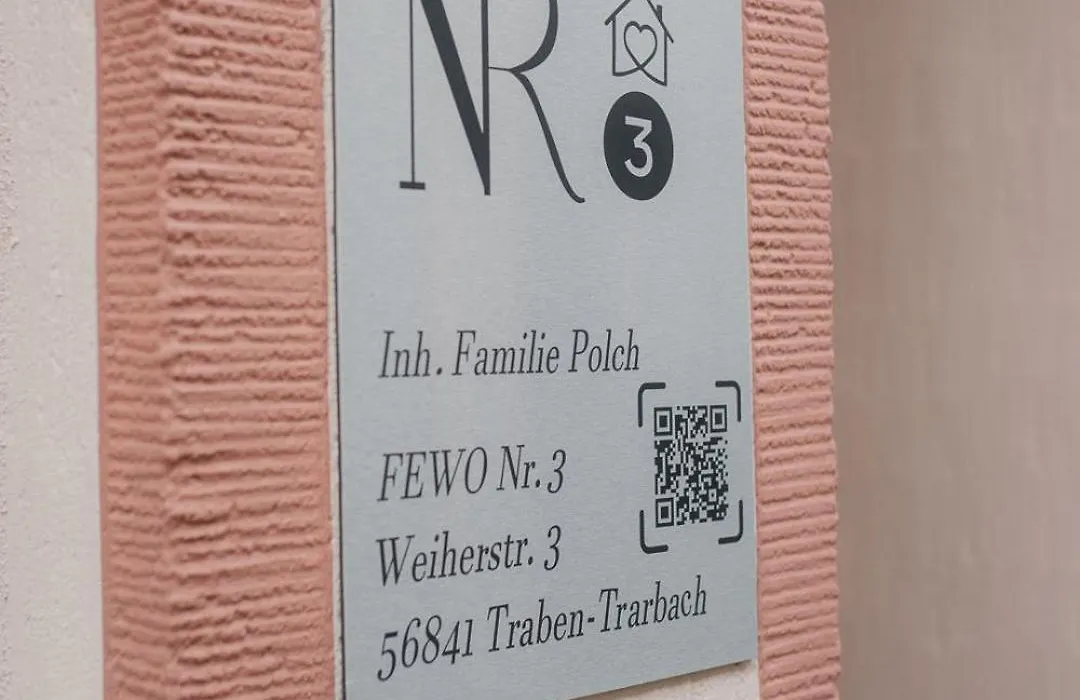 NR
3
Inh. Familie Polch
FEWO Nr. 3
Weiherstr. 3
56841 Traben-Trarbach